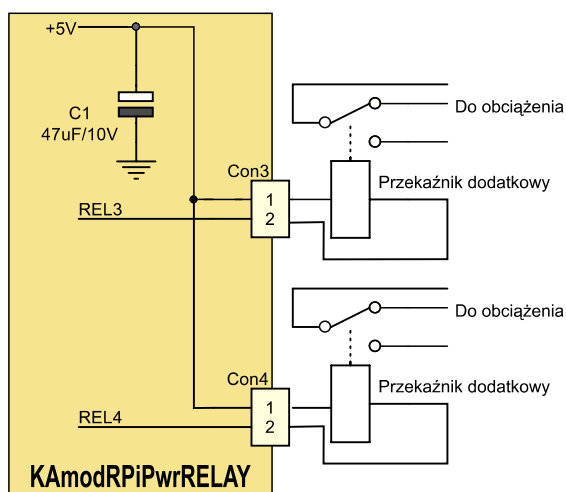 +5V
C1
47uF/10V
Do obciążenia
Con3
1
2
Przekaźnik dodatkowy
REL3
Do obciążenia
Con4
1
2
Przekaźnik dodatkowy
REL4
KAmodRPiPwrRELAY